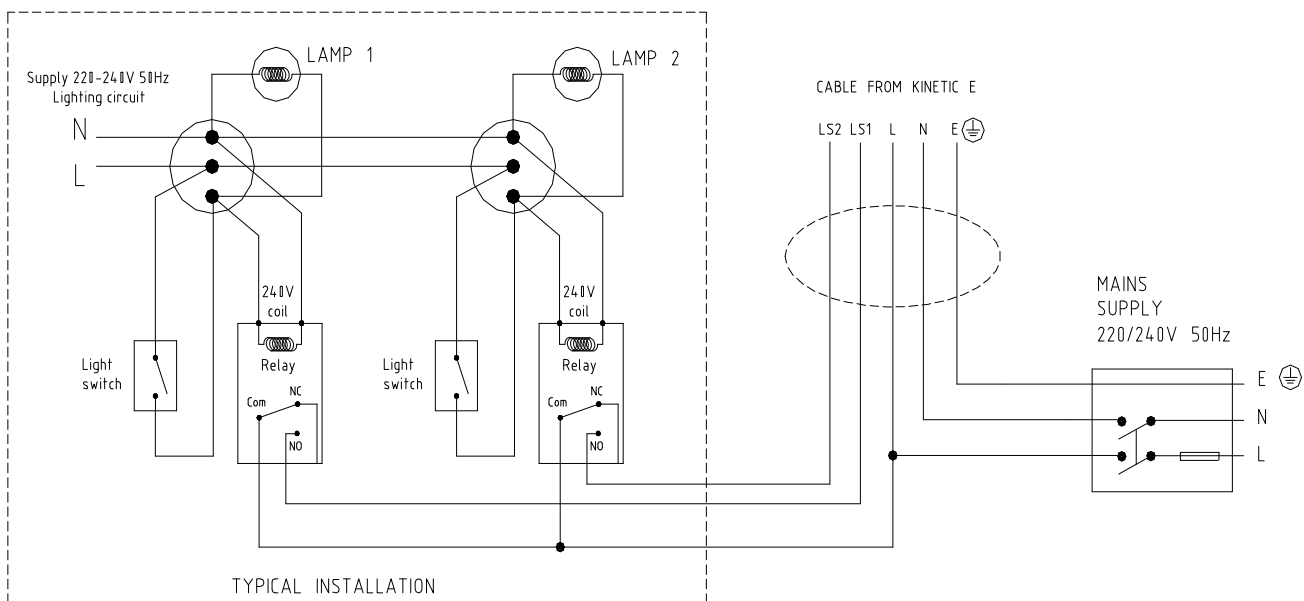 LAMP 1
LAMP 2
Supply 220-240V 50Hz
Lighting circuit
N
L
CABLE FROM KINETIC E
LS2 LS1 L N E
240V
coil
240V
coil
MAINS
SUPPLY
220/240V 50Hz
Light
switch
Relay
Light
switch
Relay
NC
Com
NO
NC
Com
NO
E
N
L
TYPICAL INSTALLATION